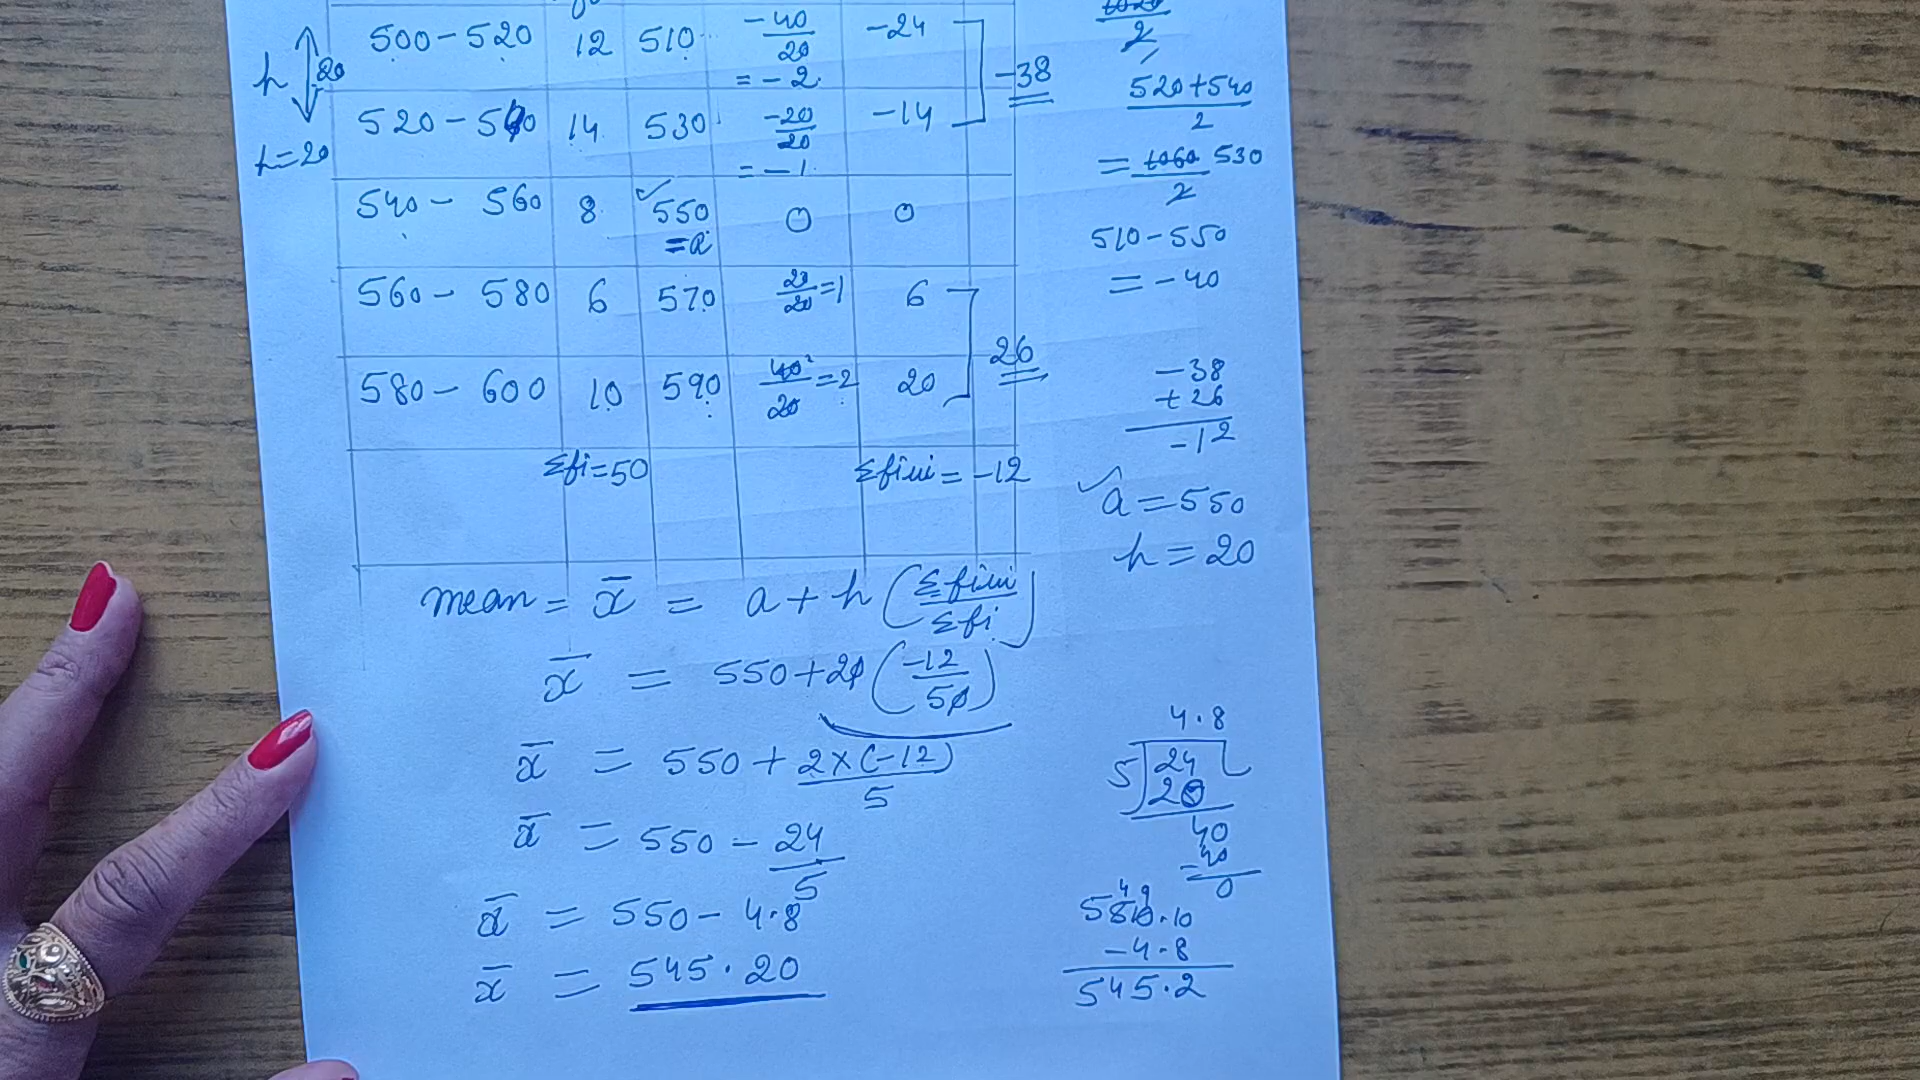 500-520 12 510 -40/20 = -2 -24
h 20
-38
520-540 14 530 -20/20 = -1 -14
h=20
540- 560 8 ✓550 =a 0 0
560- 580 6 570 20/20=1 6
26
580- 600 10 590 40/20=2 20
Σfi=50 Σfiui = -12
mean = x̄ = a + h (Σfiui/Σfi)
x̄ = 550+20(-12/50)
x̄ = 550+ 2×(-12)/5
x̄ = 550 - 24/5
x̄ = 550- 4.8
x̄ = 545.20
2
520+540
2
= 1060 530
2
510-550
= -40
-38
+26
-12
✓a=550
h=20
4.8
5 24
20
40
-40
0
4 9
5510.10
-4.8
545.2